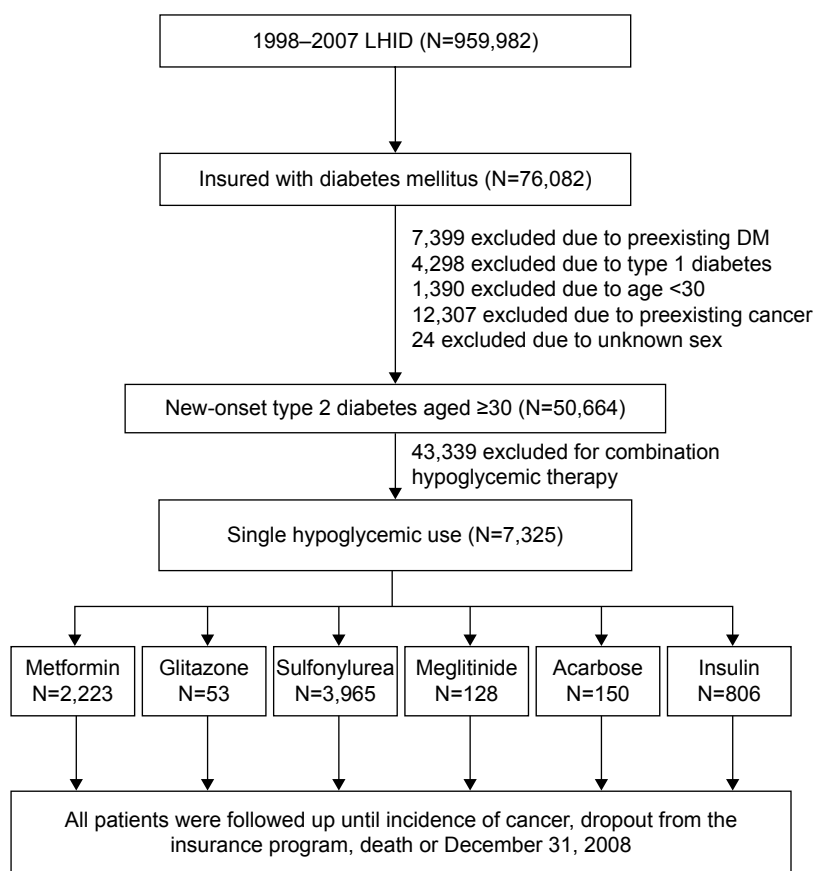 1998–2007 LHID (N=959,982)
Insured with diabetes mellitus (N=76,082)
7,399 excluded due to preexisting DM
4,298 excluded due to type 1 diabetes
1,390 excluded due to age <30
12,307 excluded due to preexisting cancer
24 excluded due to unknown sex
New-onset type 2 diabetes aged ≥30 (N=50,664)
43,339 excluded for combination
hypoglycemic therapy
Single hypoglycemic use (N=7,325)
Metformin
N=2,223
Glitazone
N=53
Sulfonylurea
N=3,965
Meglitinide
N=128
Acarbose
N=150
Insulin
N=806
All patients were followed up until incidence of cancer, dropout from the
insurance program, death or December 31, 2008